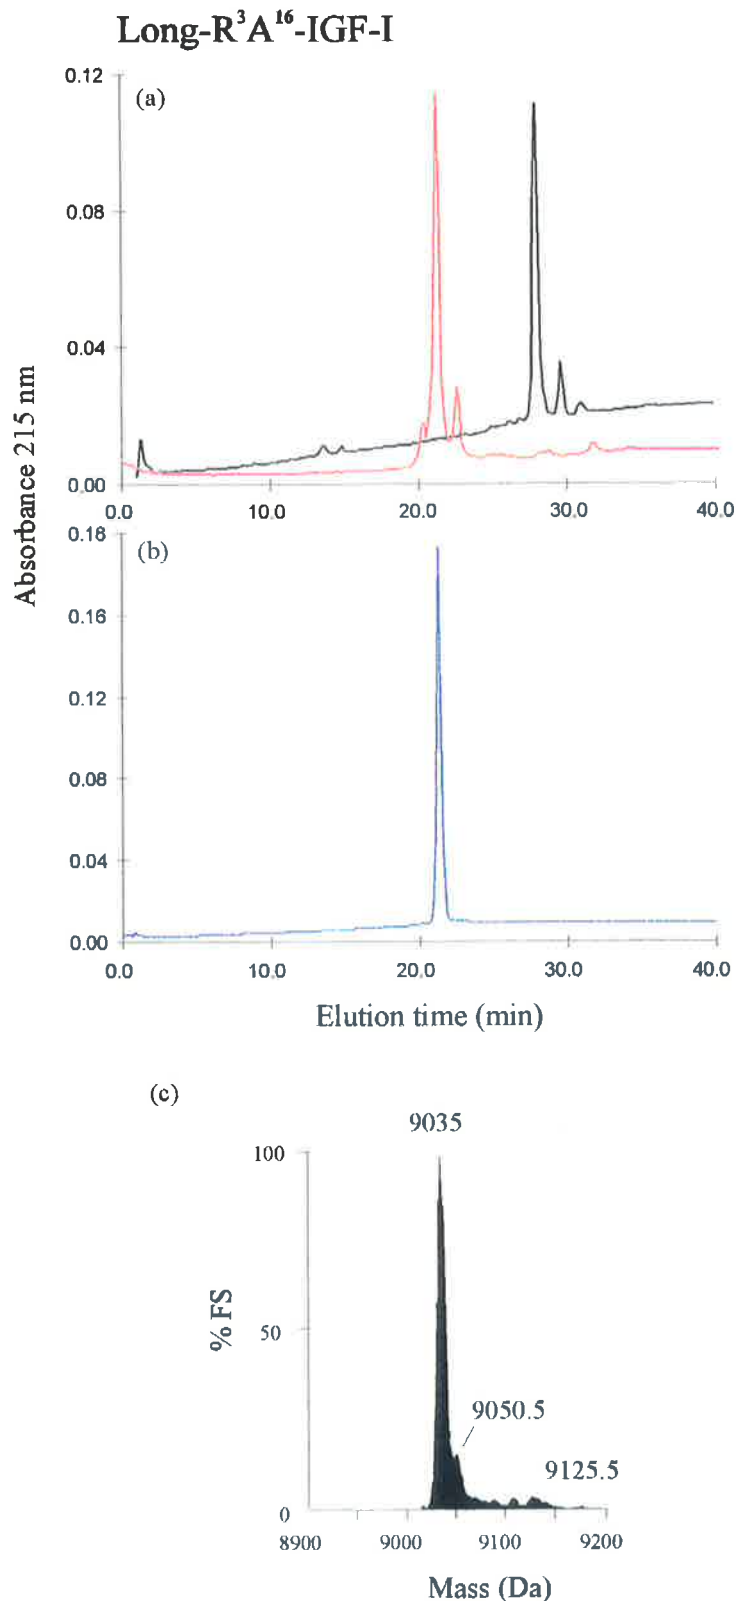 Long-R³A¹⁶-IGF-I
(a)
0.12
0.08
0.04
0.00
0.0 10.0 20.0 30.0 40.0
Absorbance 215 nm
(b)
0.18
0.16
0.12
0.08
0.04
0.00
0.0 10.0 20.0 30.0 40.0
Elution time (min)
(c)
9035
100
50
0
% FS
9050.5
9125.5
8900 9000 9100 9200
Mass (Da)